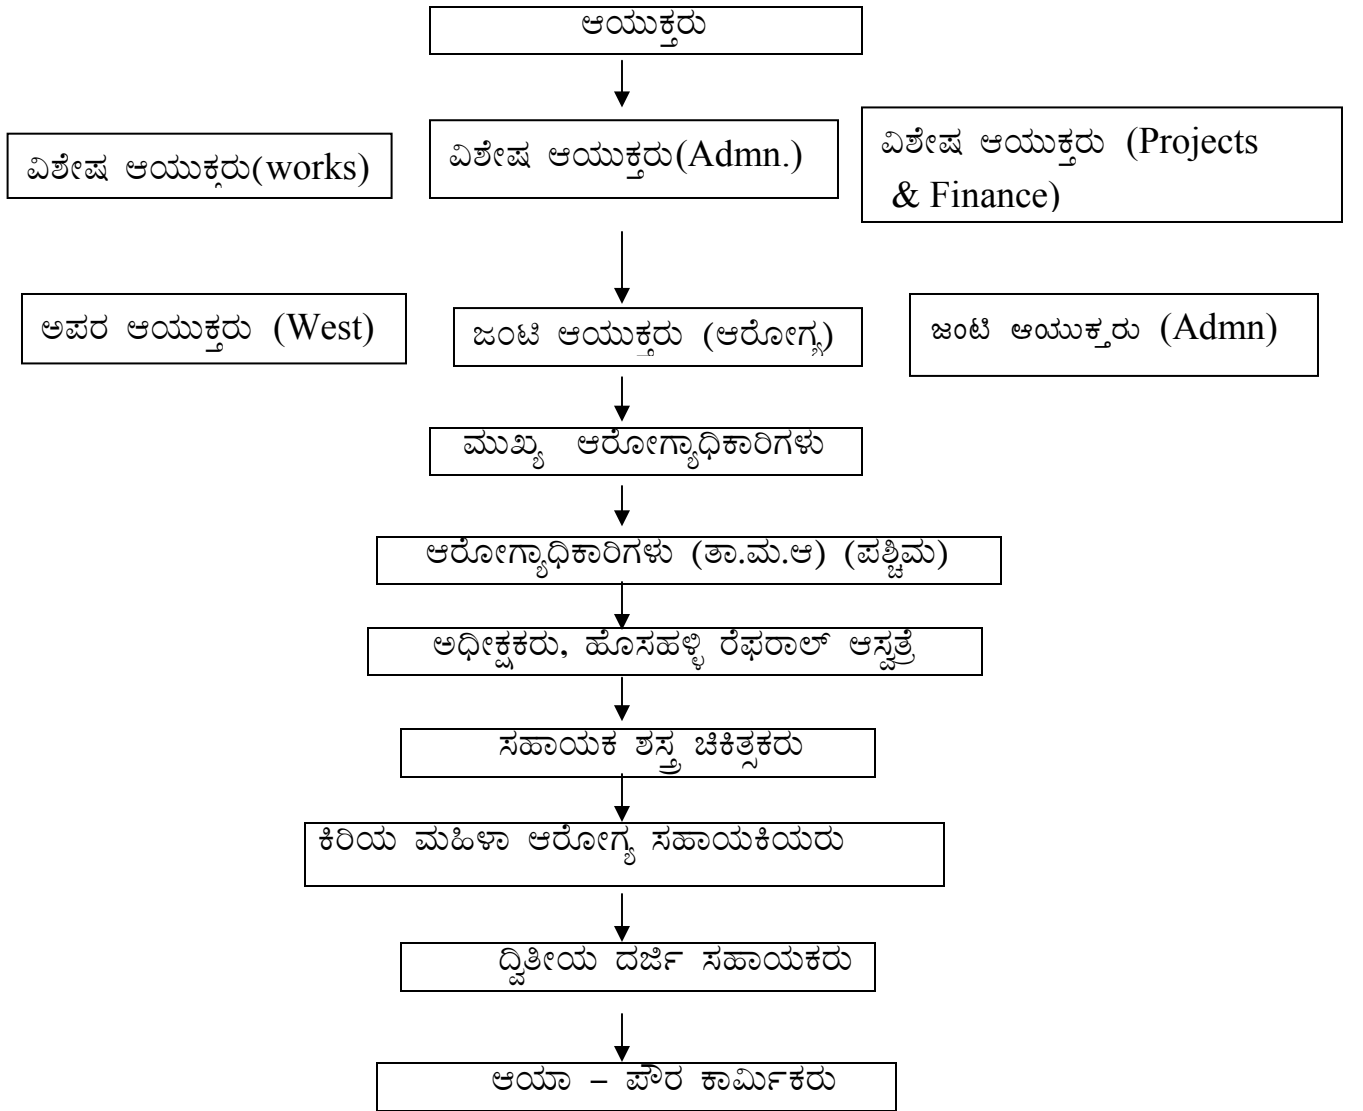 ಆಯುಕ್ತರು
ವಿಶೇಷ ಆಯುಕ್ತರು(works)
ವಿಶೇಷ ಆಯುಕ್ತರು(Admn.)
ವಿಶೇಷ ಆಯುಕ್ತರು (Projects
& Finance)
ಅಪರ ಆಯುಕ್ತರು (West)
ಜಂಟಿ ಆಯುಕ್ತರು (ಆರೋಗ್ಯ)
ಜಂಟಿ ಆಯುಕ್ತರು (Admn)
ಮುಖ್ಯ ಆರೋಗ್ಯಾಧಿಕಾರಿಗಳು
ಆರೋಗ್ಯಾಧಿಕಾರಿಗಳು (ತಾ.ಮ.ಆ) (ಪಶ್ಚಿಮ)
ಅಧೀಕ್ಷಕರು, ಹೊಸಹಳ್ಳಿ ರೆಫರಾಲ್ ಆಸ್ವತ್ರೆ
ಸಹಾಯಕ ಶಸ್ತ್ರ ಚಿಕಿತ್ಸಕರು
ಕಿರಿಯ ಮಹಿಳಾ ಆರೋಗ್ಯ ಸಹಾಯಕಿಯರು
ದ್ವಿತೀಯ ದರ್ಜಿ ಸಹಾಯಕರು
ಆಯಾ – ಪೌರ ಕಾರ್ಮಿಕರು